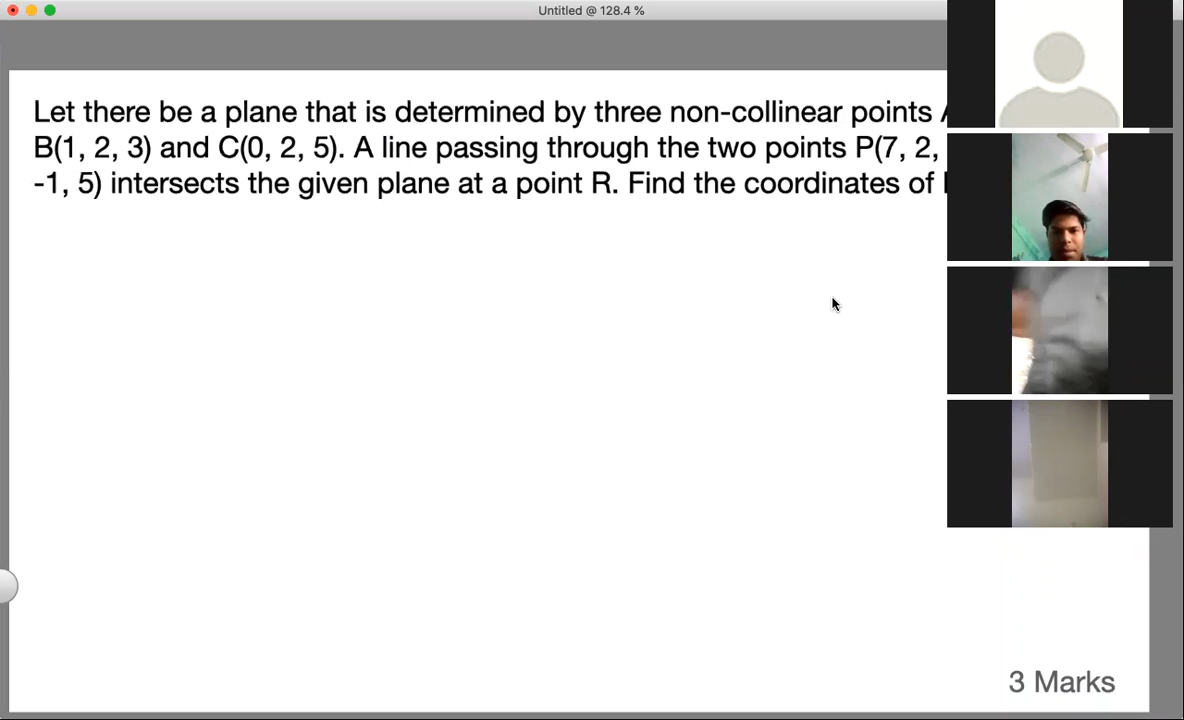 Untitled @ 128.4 %
Let there be a plane that is determined by three non-collinear points
B(1, 2, 3) and C(0, 2, 5). A line passing through the two points P(7, 2,
-1, 5) intersects the given plane at a point R. Find the coordinates of
3 Marks